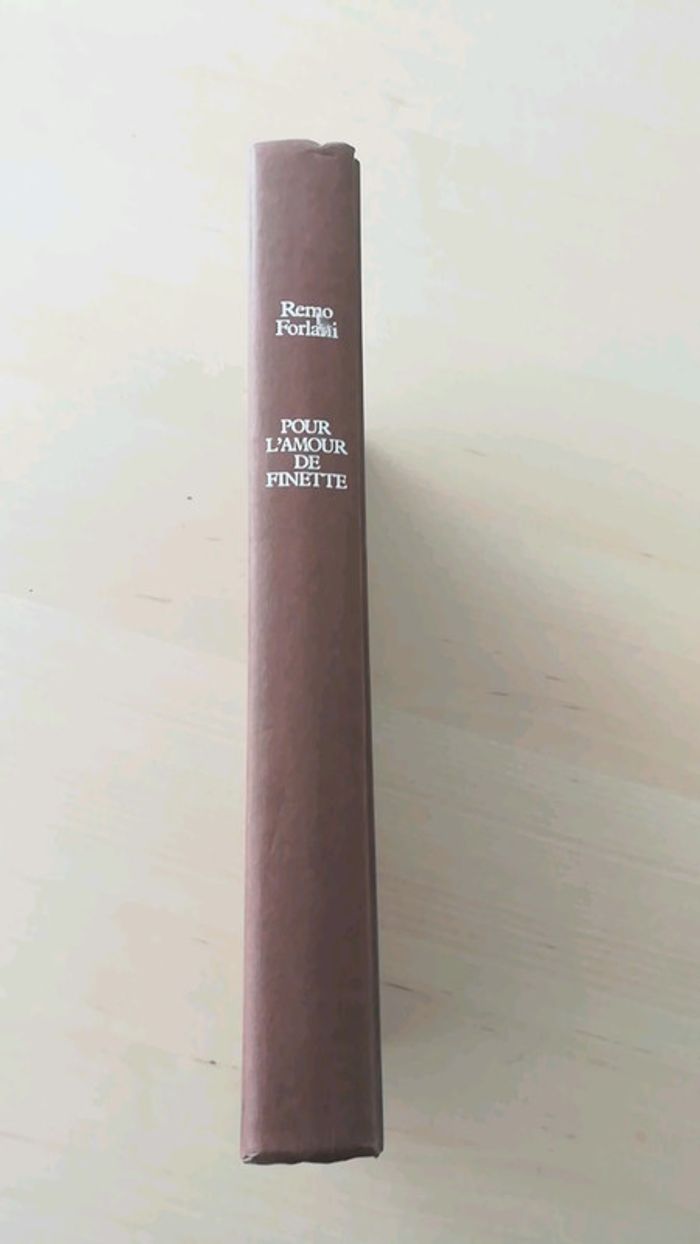 Remo
Forlani
POUR
L'AMOUR
DE
FINETTE